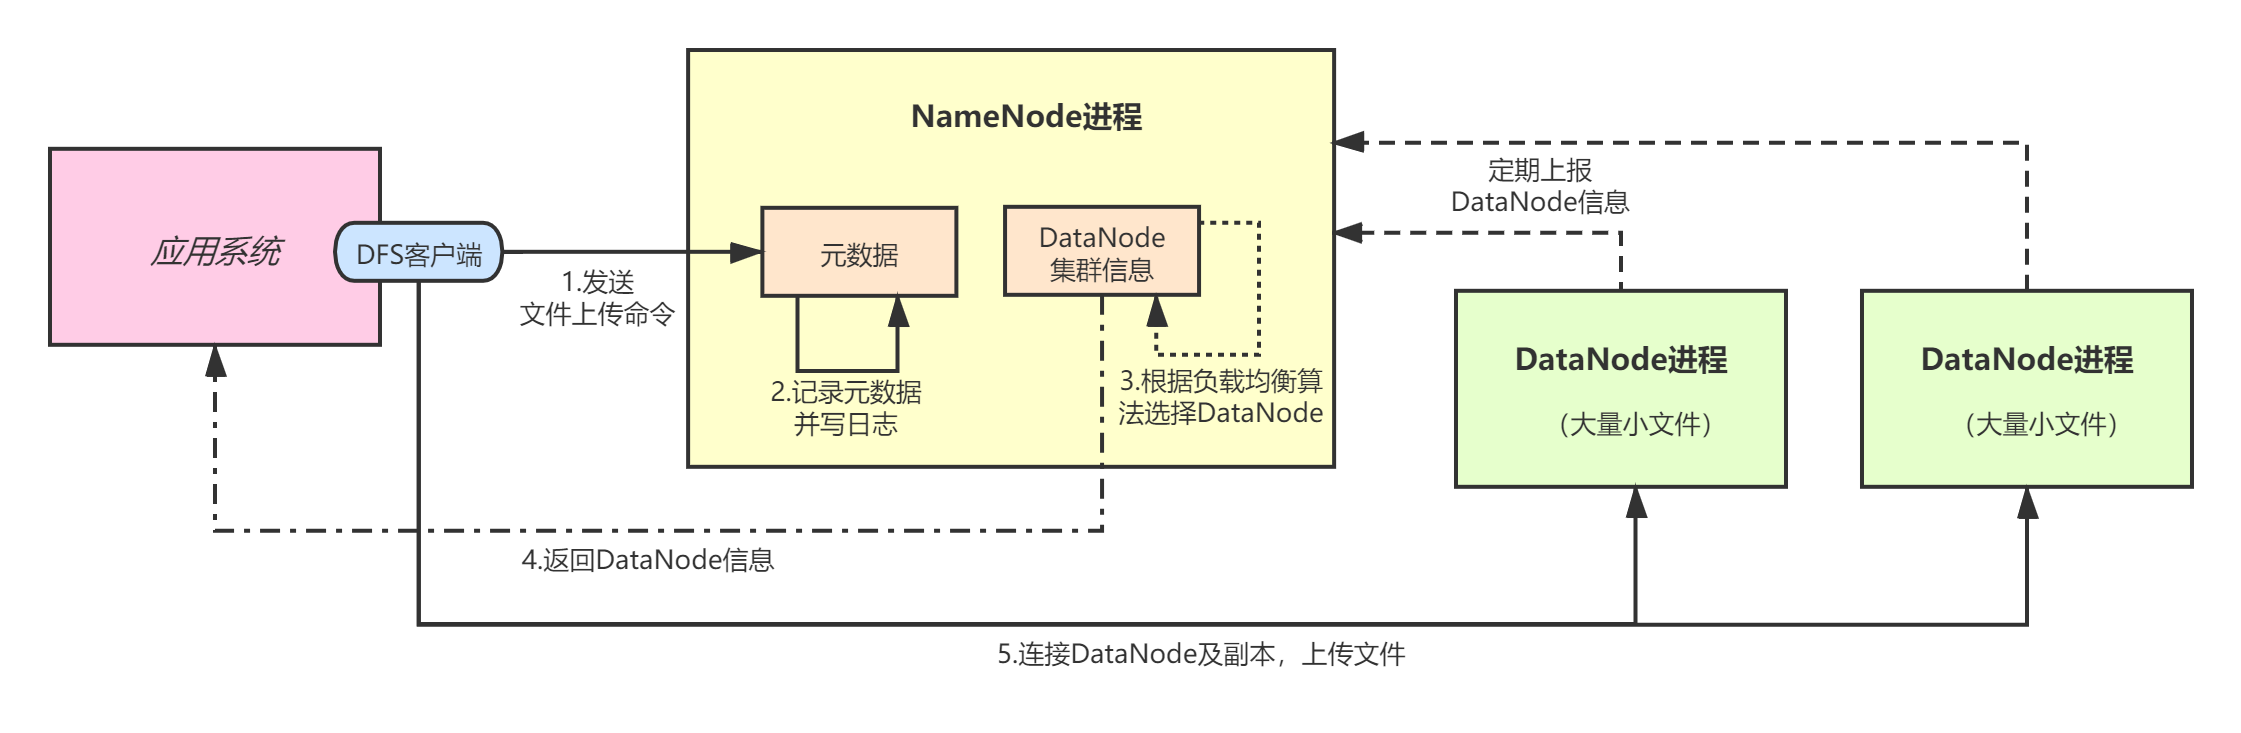 NameNode进程
应用系统
DFS客户端
1.发送
文件上传命令
元数据
2.记录元数据
并写日志
DataNode
集群信息
3.根据负载均衡算
法选择DataNode
定期上报
DataNode信息
DataNode进程
（大量小文件）
DataNode进程
（大量小文件）
4.返回DataNode信息
5.连接DataNode及副本，上传文件